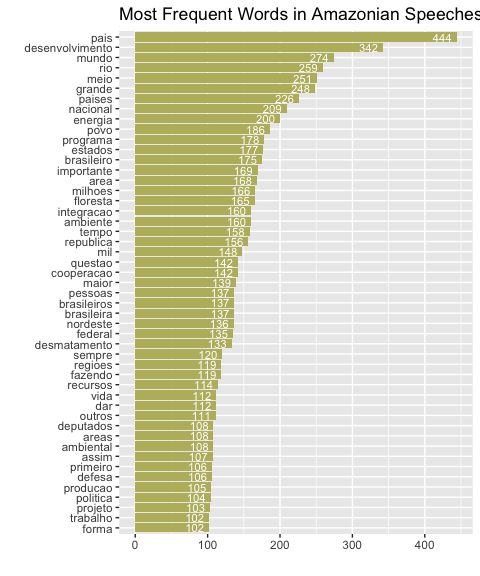 Most Frequent Words in Amazonian Speeches
pais 444
desenvolvimento 342
mundo 274
rio 259
meio 251
grande 248
paises 226
nacional 209
energia 200
povo 186
programa 178
estados 177
brasileiro 175
importante 169
area 168
milhoes 166
floresta 165
integracao 160
ambiente 160
tempo 158
republica 156
mil 148
questao 142
cooperacao 142
maior 139
pessoas 137
brasileiros 137
brasileira 137
nordeste 136
federal 135
desmatamento 133
sempre 120
regioes 119
fazendo 119
recursos 114
vida 112
dar 112
outros 111
deputados 108
areas 108
ambiental 108
assim 107
primeiro 106
defesa 106
producao 105
politica 104
projeto 103
trabalho 102
forma 102
0 100 200 300 400